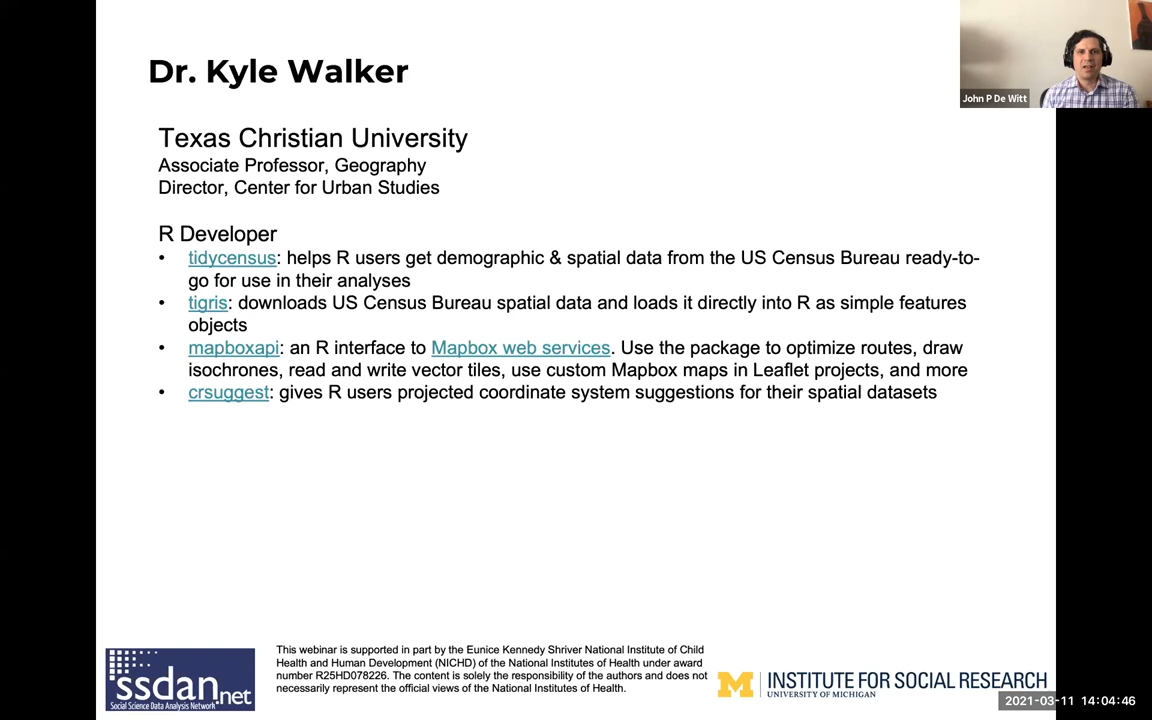 Dr. Kyle Walker
John P De Witt
Texas Christian University
Associate Professor, Geography
Director, Center for Urban Studies
R Developer
• tidycensus: helps R users get demographic & spatial data from the US Census Bureau ready-to-
go for use in their analyses
• tigris: downloads US Census Bureau spatial data and loads it directly into R as simple features
objects
• mapboxapi: an R interface to Mapbox web services. Use the package to optimize routes, draw
isochrones, read and write vector tiles, use custom Mapbox maps in Leaflet projects, and more
• crsuggest: gives R users projected coordinate system suggestions for their spatial datasets
ssdan.net
Social Science Data Analysis Network
This webinar is supported in part by the Eunice Kennedy Shriver National Institute of Child
Health and Human Development (NICHD) of the National Institutes of Health under award
number R25HD078226. The content is solely the responsibility of the authors and does not
necessarily represent the official views of the National Institutes of Health.
M
INSTITUTE FOR SOCIAL RESEARCH
UNIVERSITY OF MICHIGAN
2021-03-11 14:04:46